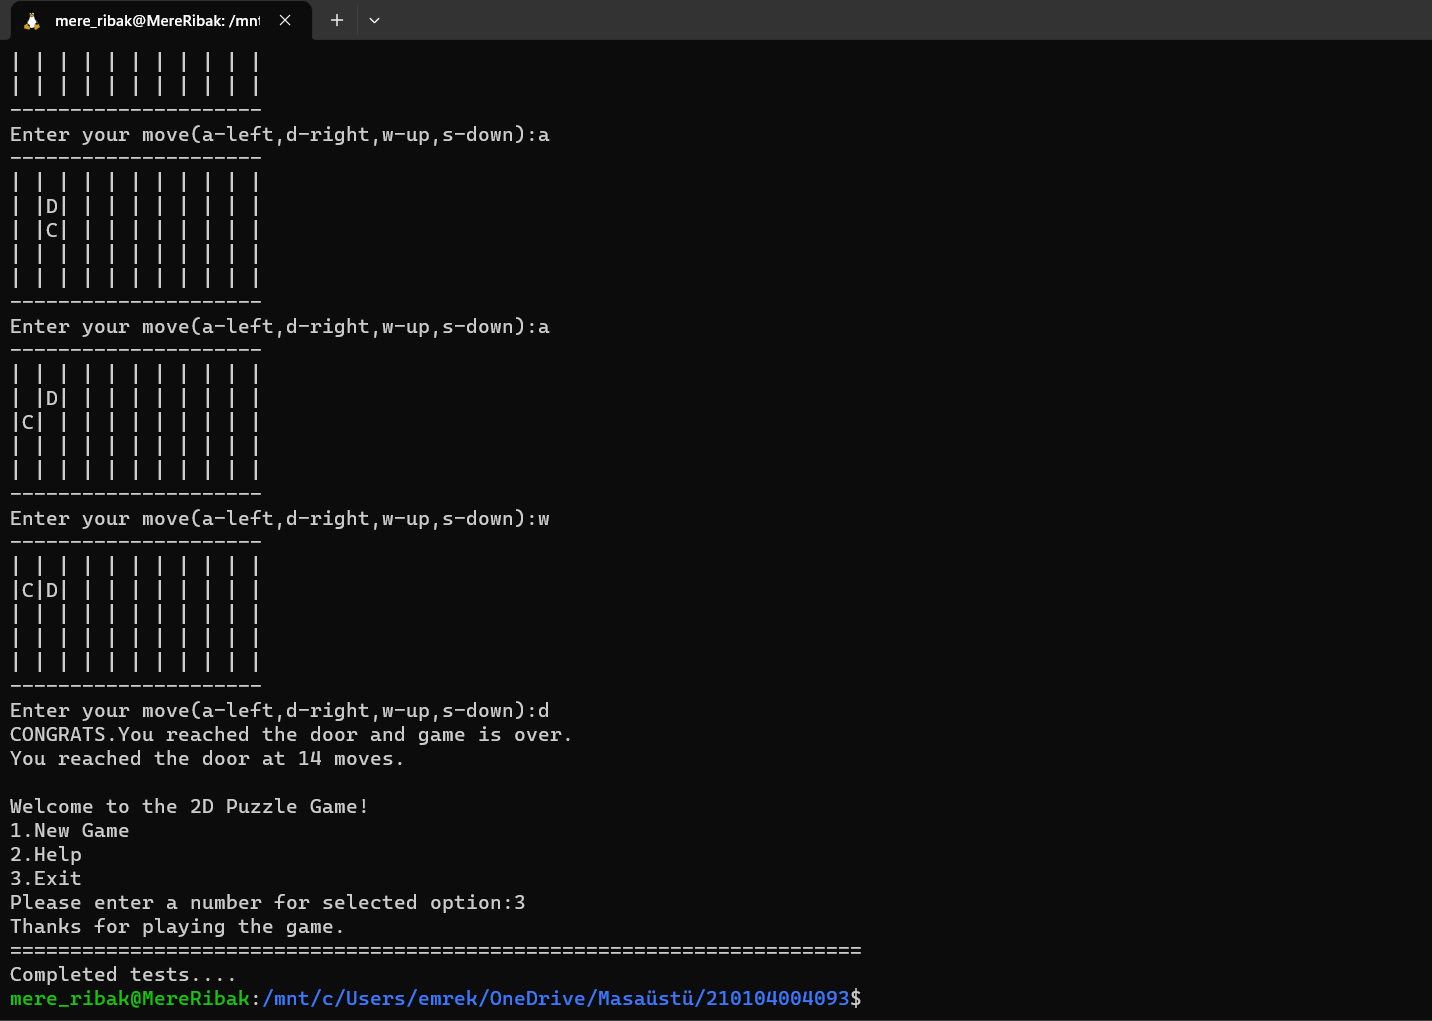 mere_ribak@MereRibak: /mnt
| | | | | | | | | | |
| | | | | | | | | | |
---------------------
Enter your move(a-left,d-right,w-up,s-down):a
---------------------
| | | | | | | | | | |
| |D| | | | | | | | |
| |C| | | | | | | | |
| | | | | | | | | | |
| | | | | | | | | | |
---------------------
Enter your move(a-left,d-right,w-up,s-down):a
---------------------
| | | | | | | | | | |
| |D| | | | | | | | |
|C| | | | | | | | | |
| | | | | | | | | | |
| | | | | | | | | | |
---------------------
Enter your move(a-left,d-right,w-up,s-down):w
---------------------
| | | | | | | | | | |
|C|D| | | | | | | | |
| | | | | | | | | | |
| | | | | | | | | | |
| | | | | | | | | | |
---------------------
Enter your move(a-left,d-right,w-up,s-down):d
CONGRATS.You reached the door and game is over.
You reached the door at 14 moves.

Welcome to the 2D Puzzle Game!
1.New Game
2.Help
3.Exit
Please enter a number for selected option:3
Thanks for playing the game.
=======================================================================
Completed tests....
mere_ribak@MereRibak:/mnt/c/Users/emrek/OneDrive/Masaüstü/210104004093$